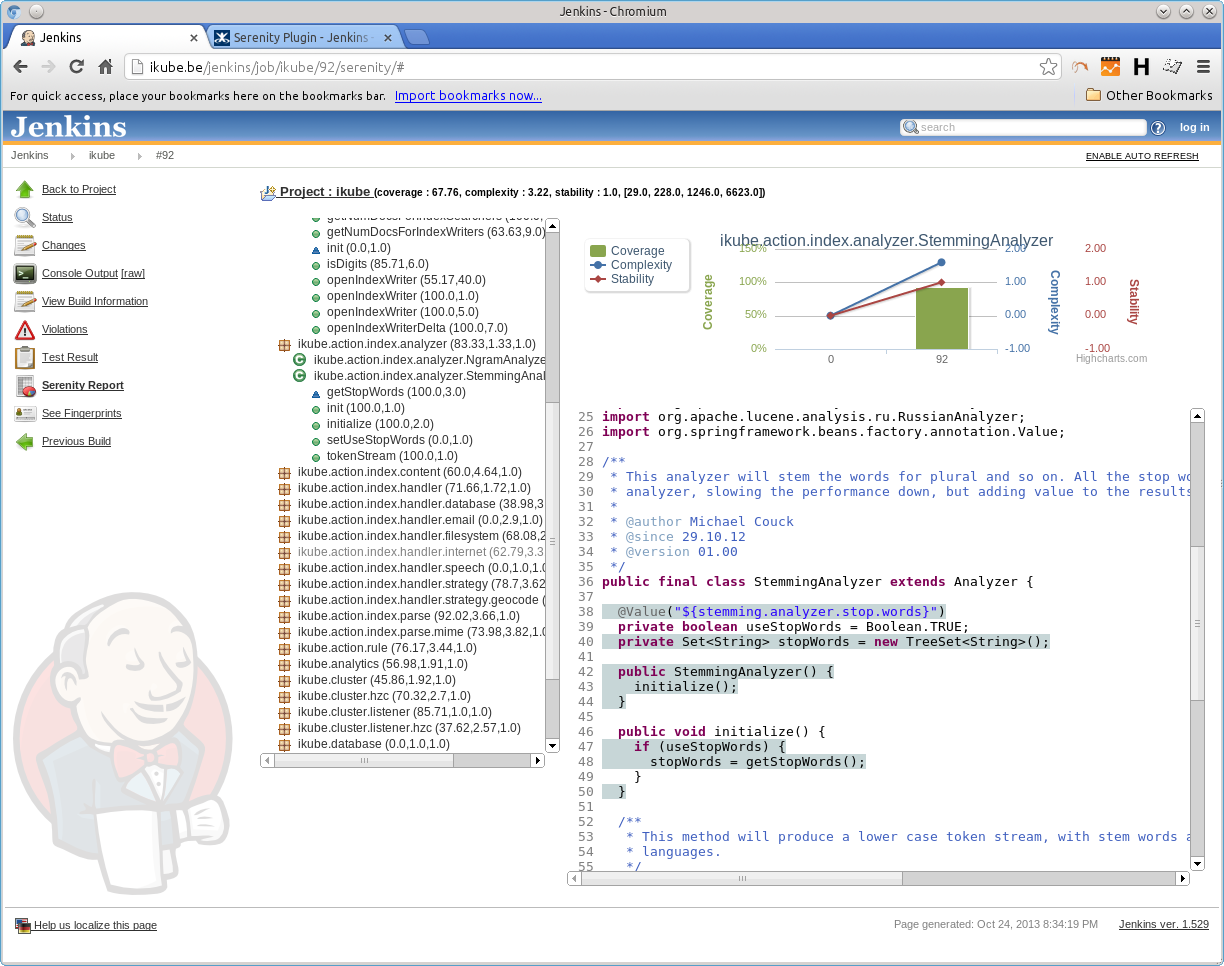 Jenkins - Chromium
Jenkins
Serenity Plugin - Jenkins -
ikube.be/jenkins/job/ikube/92/serenity/#
For quick access, place your bookmarks here on the bookmarks bar. Import bookmarks now...
Other Bookmarks
Jenkins
search
log in
Jenkins
ikube
#92
ENABLE AUTO REFRESH
Back to Project
Status
Changes
Console Output [raw]
View Build Information
Violations
Test Result
Serenity Report
See Fingerprints
Previous Build
Project : ikube (coverage : 67.76, complexity : 3.22, stability : 1.0, [29.0, 228.0, 1246.0, 6623.0])
getNumDocsForIndexSearchers (100.0,
getNumDocsForIndexWriters (63.63,9.0)
init (0.0,1.0)
isDigits (85.71,6.0)
openIndexWriter (55.17,40.0)
openIndexWriter (100.0,1.0)
openIndexWriter (100.0,5.0)
openIndexWriterDelta (100.0,7.0)
ikube.action.index.analyzer (83.33,1.33,1.0)
ikube.action.index.analyzer.NgramAnalyze
ikube.action.index.analyzer.StemmingAnal
getStopWords (100.0,3.0)
init (100.0,1.0)
initialize (100.0,2.0)
setUseStopWords (0.0,1.0)
tokenStream (100.0,1.0)
ikube.action.index.content (60.0,4.64,1.0)
ikube.action.index.handler (71.66,1.72,1.0)
ikube.action.index.handler.database (38.98,3
ikube.action.index.handler.email (0.0,2.9,1.0)
ikube.action.index.handler.filesystem (68.08,2
ikube.action.index.handler.internet (62.79,3.3
ikube.action.index.handler.speech (0.0,1.0,1.0
ikube.action.index.handler.strategy (78.7,3.62
ikube.action.index.handler.strategy.geocode (
ikube.action.index.parse (92.02,3.66,1.0)
ikube.action.index.parse.mime (73.98,3.82,1.0
ikube.action.rule (76.17,3.44,1.0)
ikube.analytics (56.98,1.91,1.0)
ikube.cluster (45.86,1.92,1.0)
ikube.cluster.hzc (70.32,2.7,1.0)
ikube.cluster.listener (85.71,1.0,1.0)
ikube.cluster.listener.hzc (37.62,2.57,1.0)
ikube.database (0.0,1.0,1.0)
Coverage
Complexity
Stability
ikube.action.index.analyzer.StemmingAnalyzer
Coverage
150%
100%
50%
0%
0
92
2.00
1.00
0.00
-1.00
Complexity
2.00
1.00
0.00
-1.00
Stability
Highcharts.com
25 import org.apache.lucene.analysis.ru.RussianAnalyzer;
26 import org.springframework.beans.factory.annotation.Value;
27
28 /**
29 * This analyzer will stem the words for plural and so on. All the stop wo
30 * analyzer, slowing the performance down, but adding value to the results
31 *
32 * @author Michael Couck
33 * @since 29.10.12
34 * @version 01.00
35 */
36 public final class StemmingAnalyzer extends Analyzer {
37
38 @Value("${stemming.analyzer.stop.words}")
39 private boolean useStopWords = Boolean.TRUE;
40 private Set<String> stopWords = new TreeSet<String>();
41
42 public StemmingAnalyzer() {
43 initialize();
44 }
45
46 public void initialize() {
47 if (useStopWords) {
48 stopWords = getStopWords();
49 }
50 }
51
52 /**
53 * This method will produce a lower case token stream, with stem words a
54 * languages.
55 */
Help us localize this page
Page generated: Oct 24, 2013 8:34:19 PM
Jenkins ver. 1.529